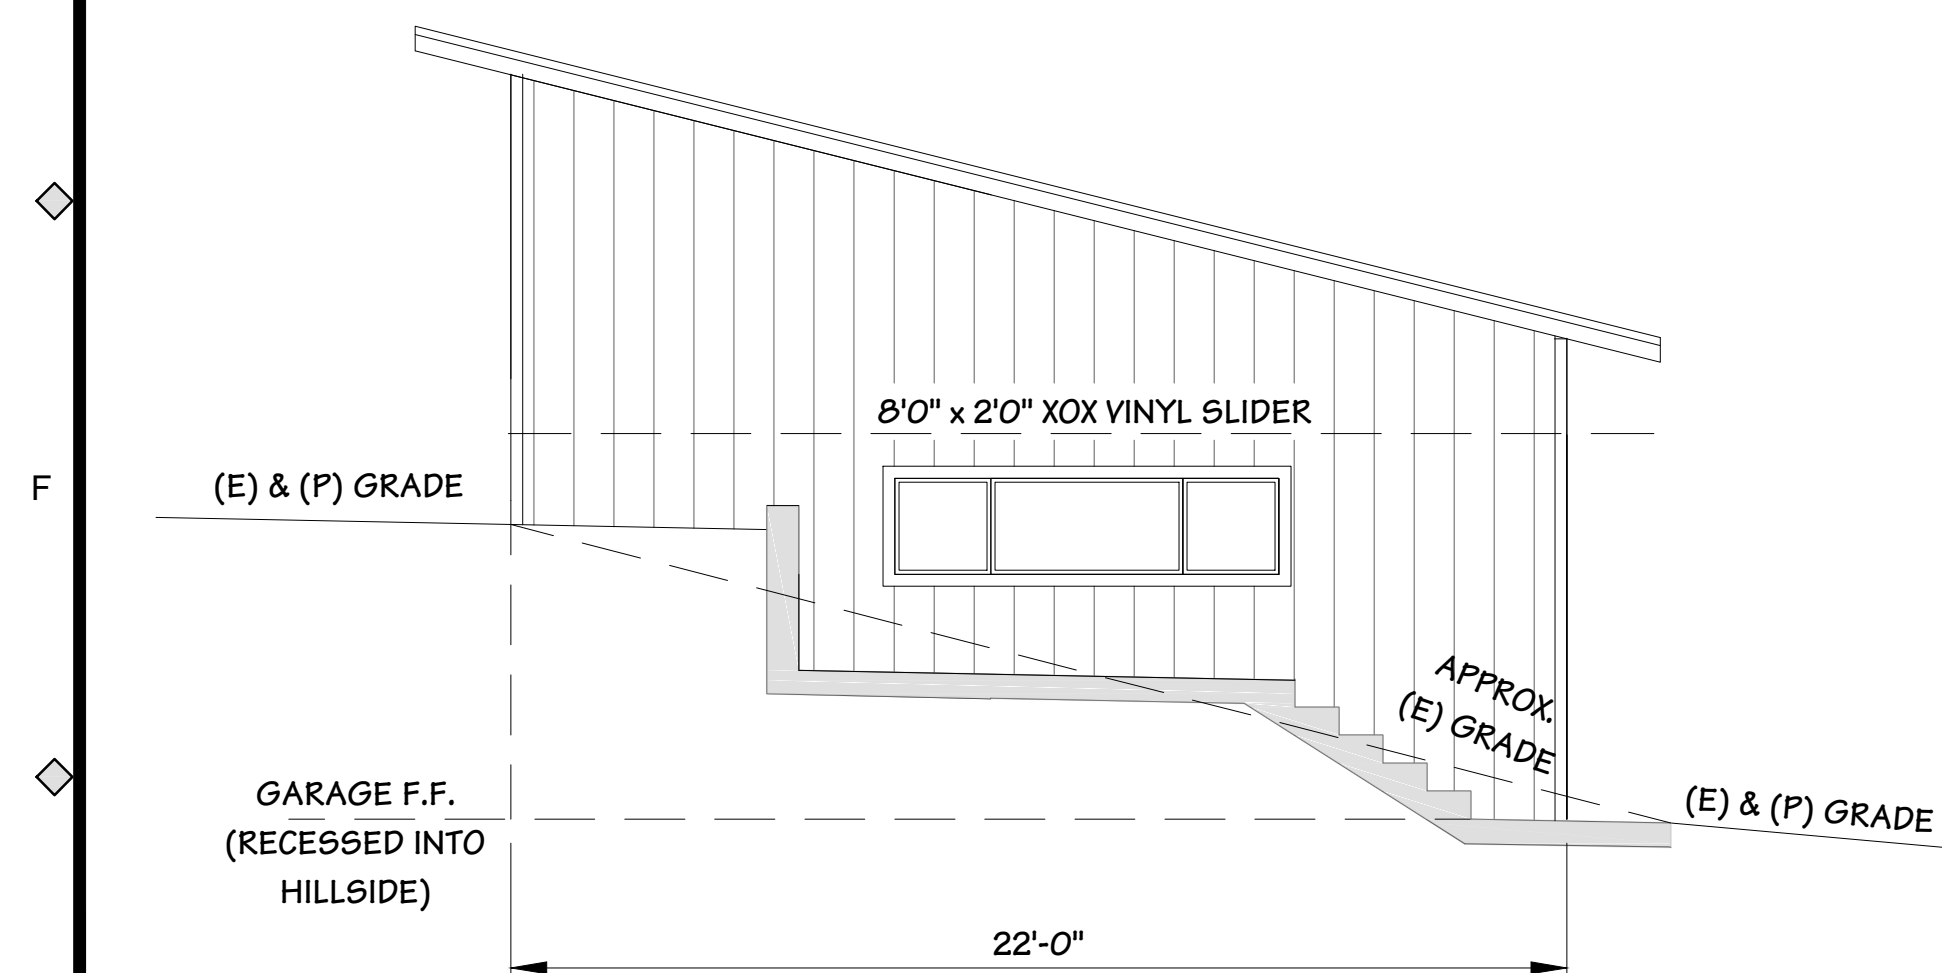 8'0" x 2'0" XOX VINYL SLIDER
(E) & (P) GRADE
F
APPROX.
(E) GRADE
GARAGE F.F.
(RECESSED INTO
HILLSIDE)
(E) & (P) GRADE
22'-0"